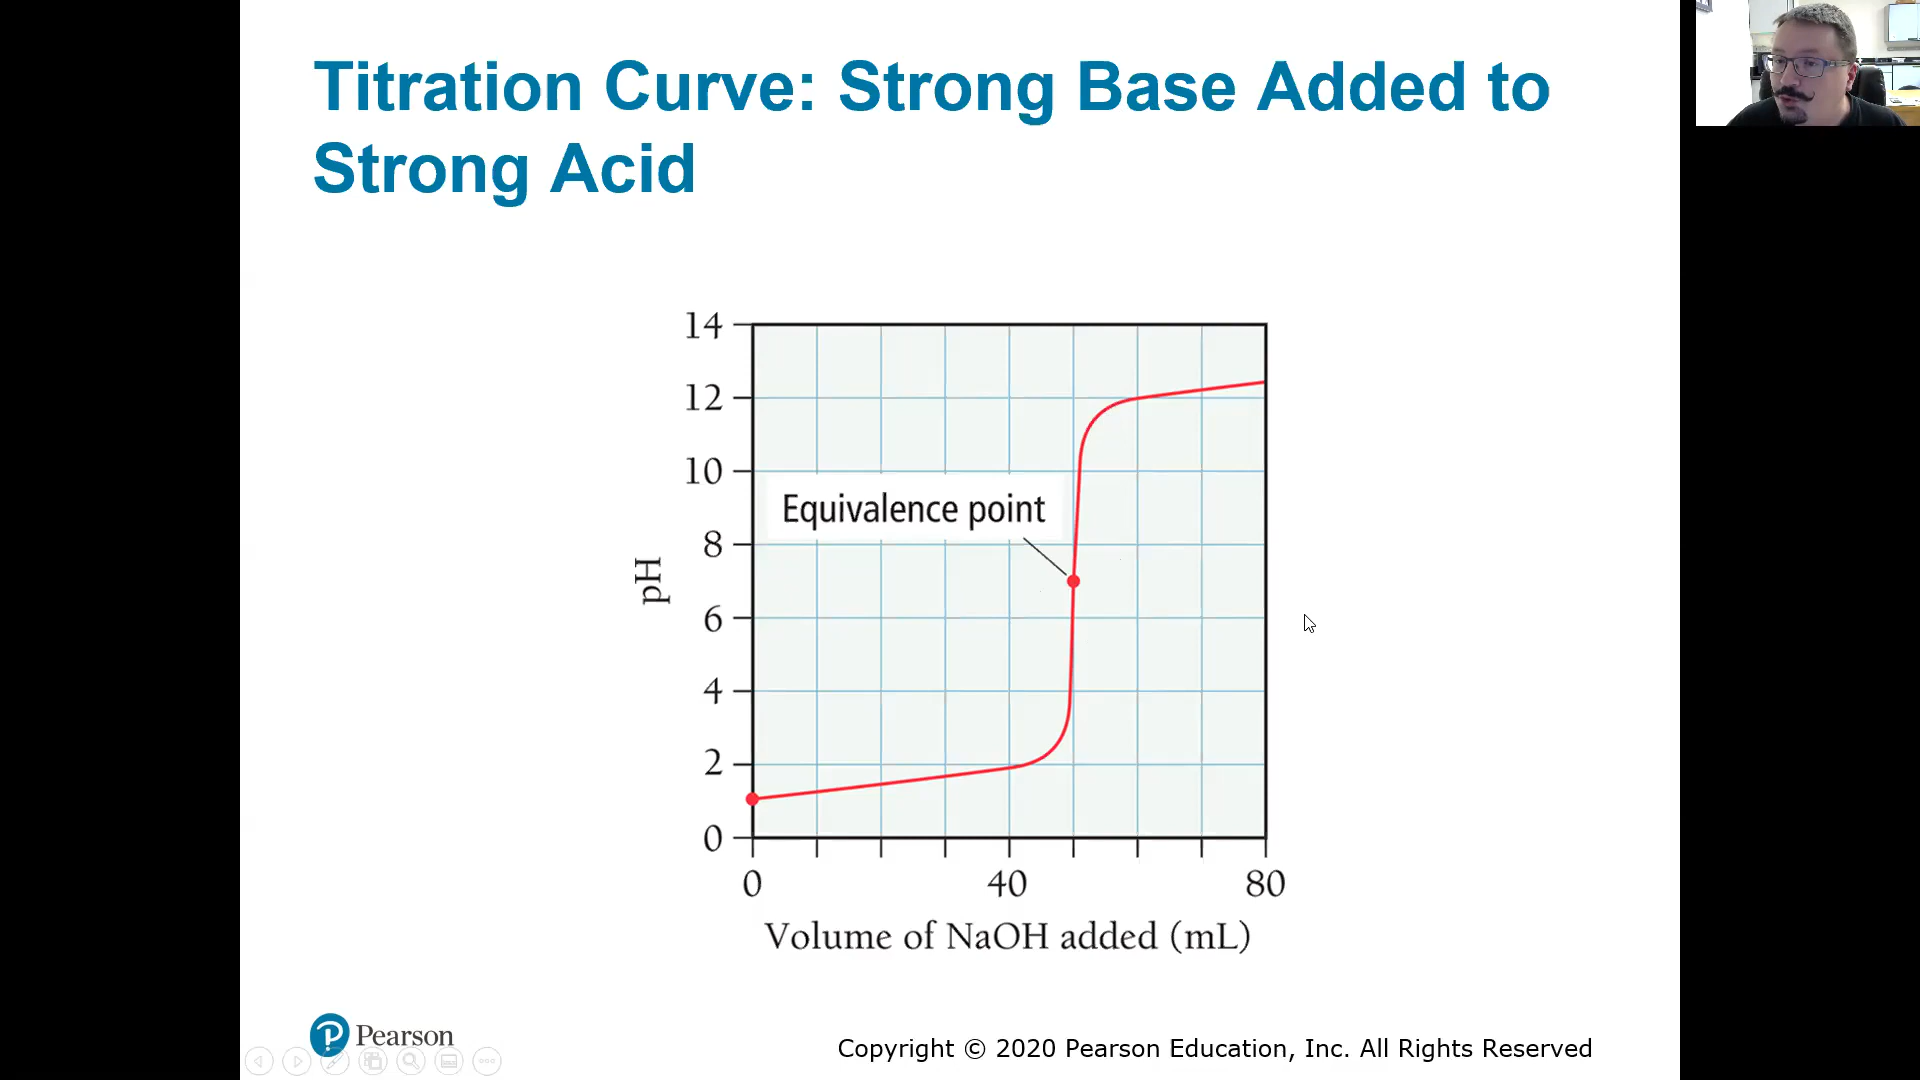 Titration Curve: Strong Base Added to
Strong Acid
14
12
10
Equivalence point
8
pH
6
4
2
0
0 40 80
Volume of NaOH added (mL)
Pearson
Copyright © 2020 Pearson Education, Inc. All Rights Reserved